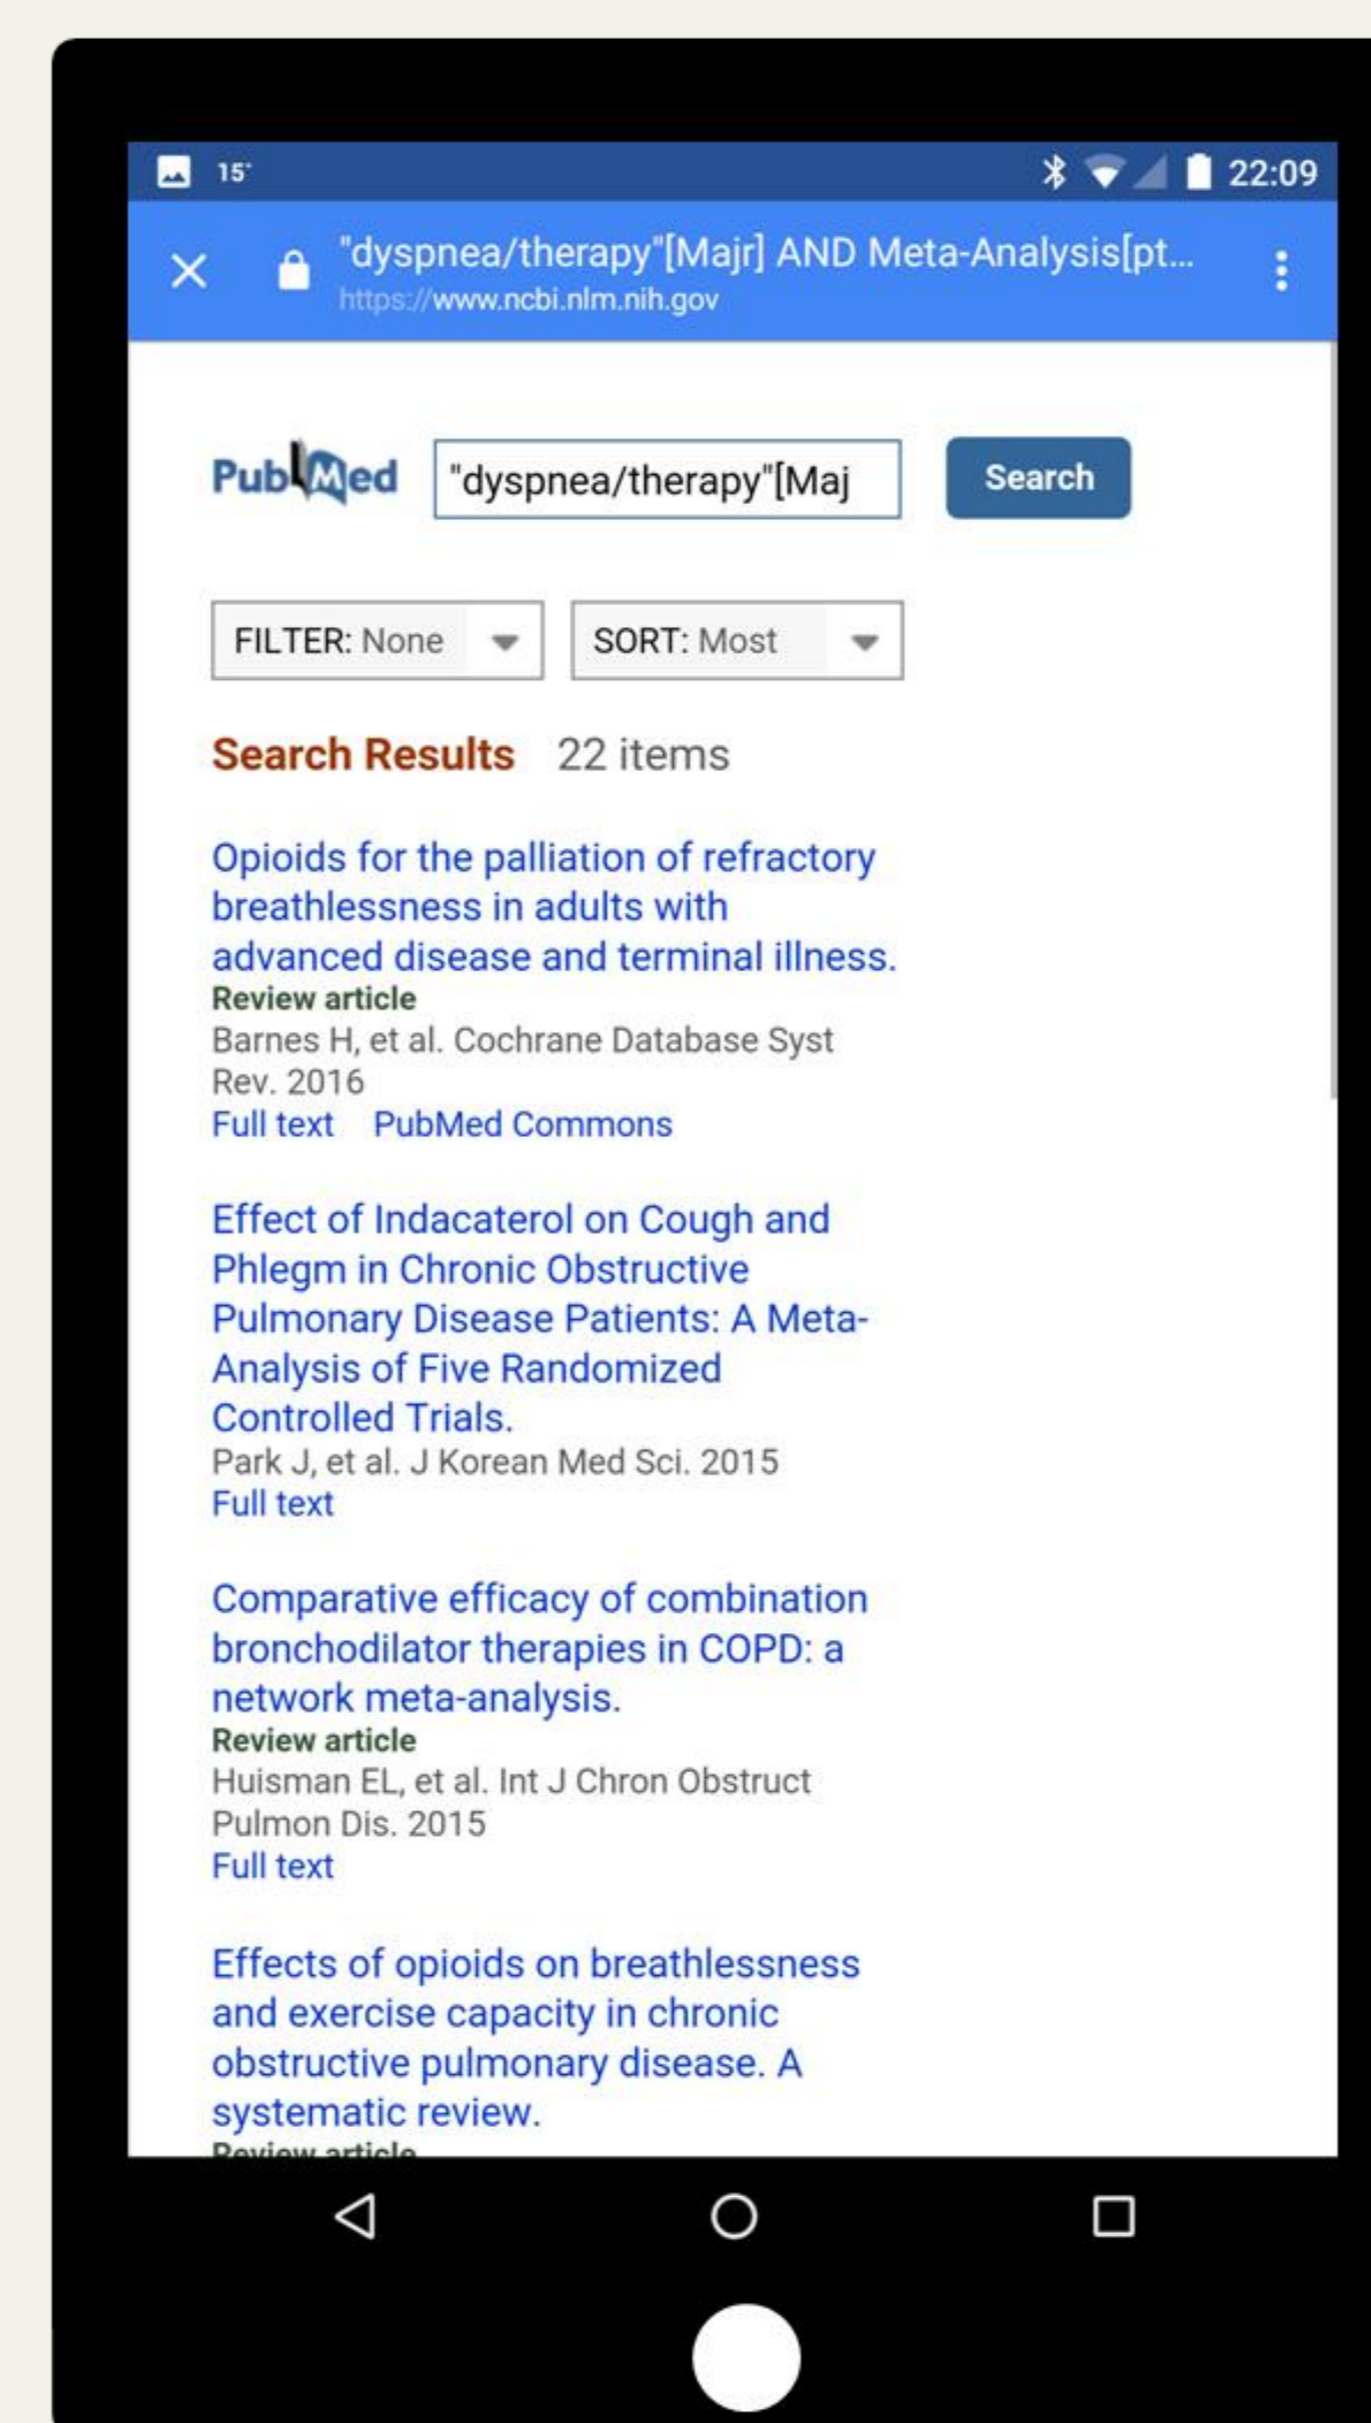 15°
22:09
"dyspnea/therapy"[Majr] AND Meta-Analysis[pt...
https://www.ncbi.nlm.nih.gov
PubMed
"dyspnea/therapy"[Maj
Search
FILTER: None
SORT: Most
Search Results 22 items
Opioids for the palliation of refractory
breathlessness in adults with
advanced disease and terminal illness.
Review article
Barnes H, et al. Cochrane Database Syst
Rev. 2016
Full text PubMed Commons
Effect of Indacaterol on Cough and
Phlegm in Chronic Obstructive
Pulmonary Disease Patients: A Meta-
Analysis of Five Randomized
Controlled Trials.
Park J, et al. J Korean Med Sci. 2015
Full text
Comparative efficacy of combination
bronchodilator therapies in COPD: a
network meta-analysis.
Review article
Huisman EL, et al. Int J Chron Obstruct
Pulmon Dis. 2015
Full text
Effects of opioids on breathlessness
and exercise capacity in chronic
obstructive pulmonary disease. A
systematic review.
Review article